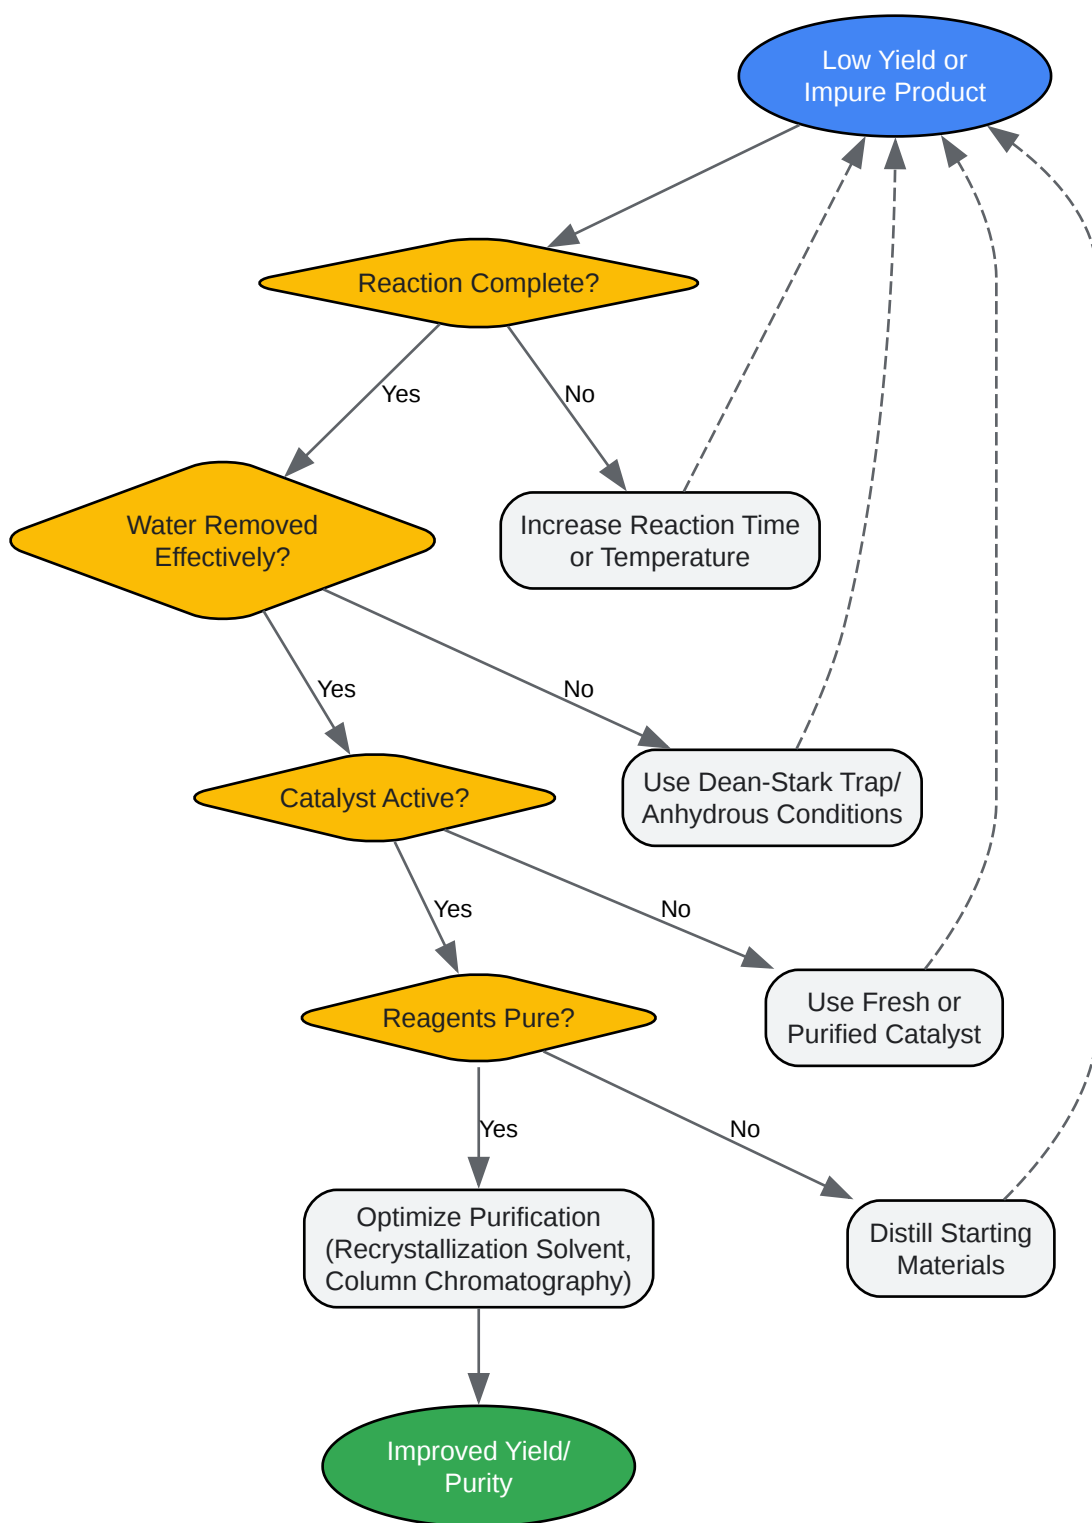 Low Yield or
Impure Product
Reaction Complete?
Yes
No
Water Removed
Effectively?
Increase Reaction Time
or Temperature
Yes
No
Catalyst Active?
Use Dean-Stark Trap/
Anhydrous Conditions
Yes
No
Reagents Pure?
Use Fresh or
Purified Catalyst
Yes
No
Optimize Purification
(Recrystallization Solvent,
Column Chromatography)
Distill Starting
Materials
Improved Yield/
Purity